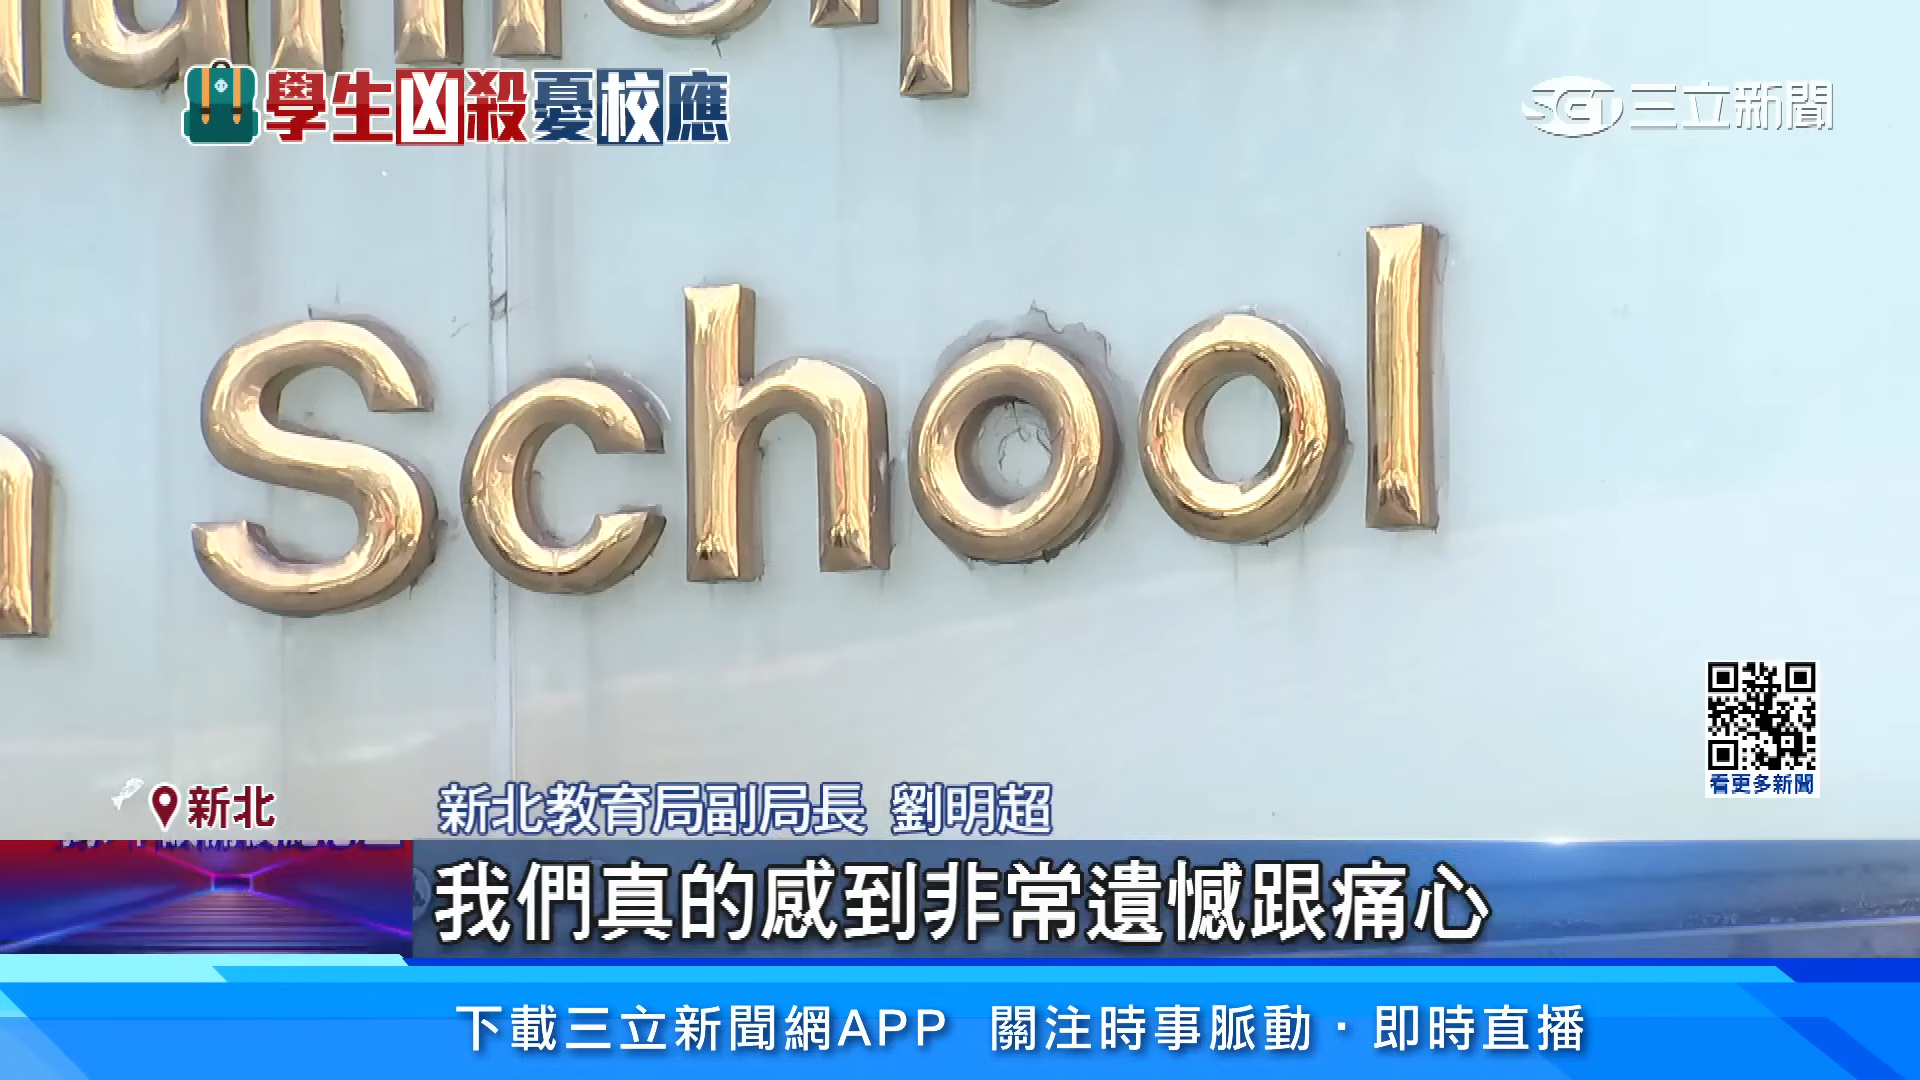 學生凶殺憂校應
SET三立新聞
School
看更多新聞
新北
新北教育局副局長 劉明超
我們真的感到非常遺憾跟痛心
下載三立新聞網APP 關注時事脈動・即時直播